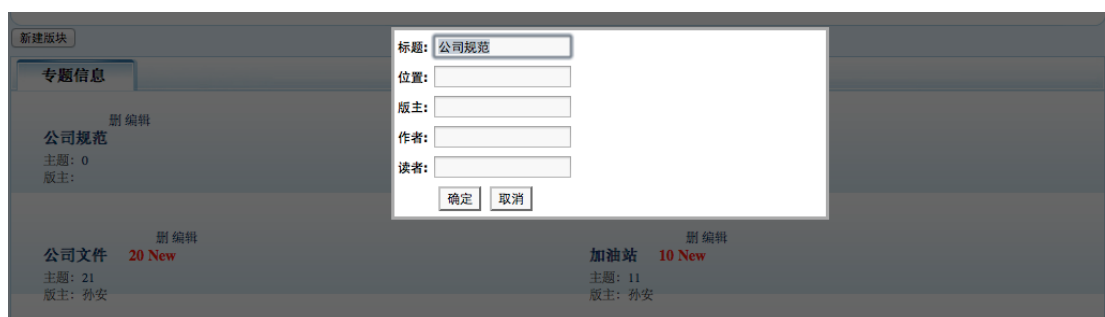 新建版块
专题信息
删 编辑
公司规范
主题：0
版主：
标题： 公司规范
位置：
版主：
作者：
读者：
确定 取消
删 编辑
公司文件 20 New
主题：21
版主：孙安
删 编辑
加油站 10 New
主题：11
版主：孙安